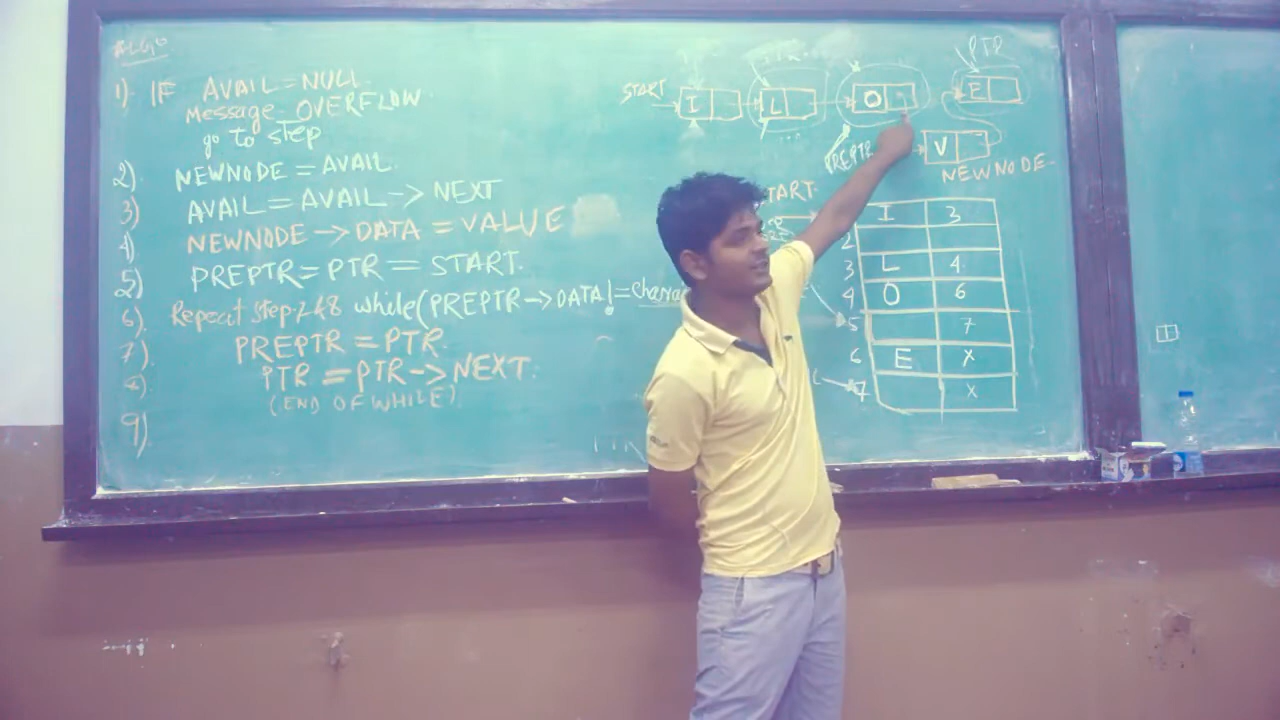 ALGO
1) IF AVAIL = NULL
Message OVERFLOW
go to step
2) NEWNODE = AVAIL
3) AVAIL = AVAIL -> NEXT
4) NEWNODE -> DATA = VALUE
5) PREPTR = PTR = START.
6) Repeat step 7&8 while (PREPTR -> DATA !=
7) PREPTR = PTR
8) PTR = PTR -> NEXT
(END OF WHILE)
9)
START
I
L
O
E
PTR
PREPTR
V
NEWNODE
START
I 3
2
3 L 4
4 O 6
5 7
6 E X
7 X